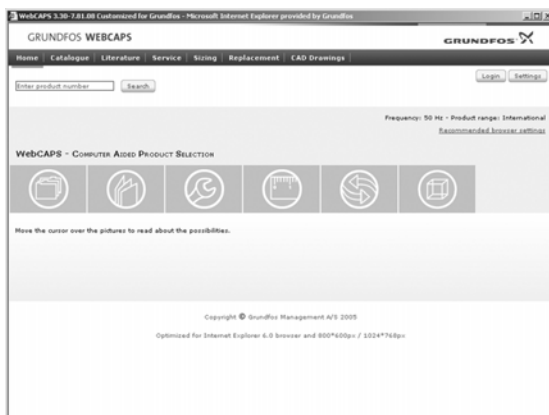 WebCAPS 3.30-7.81.08 Customized for Grundfos - Microsoft Internet Explorer provided by Grundfos
GRUNDFOS WEBCAPS
GRUNDFOS
Home Catalogue Literature Service Sizing Replacement CAD Drawings
Login Settings
Enter product number Search
Frequency: 50 Hz - Product range: International
Recommended browser settings
WebCAPS - Computer Aided Product Selection
Move the cursor over the pictures to read about the possibilities.
Copyright © Grundfos Management A/S 2005
Optimized for Internet Explorer 6.0 browser and 800*600px / 1024*768px